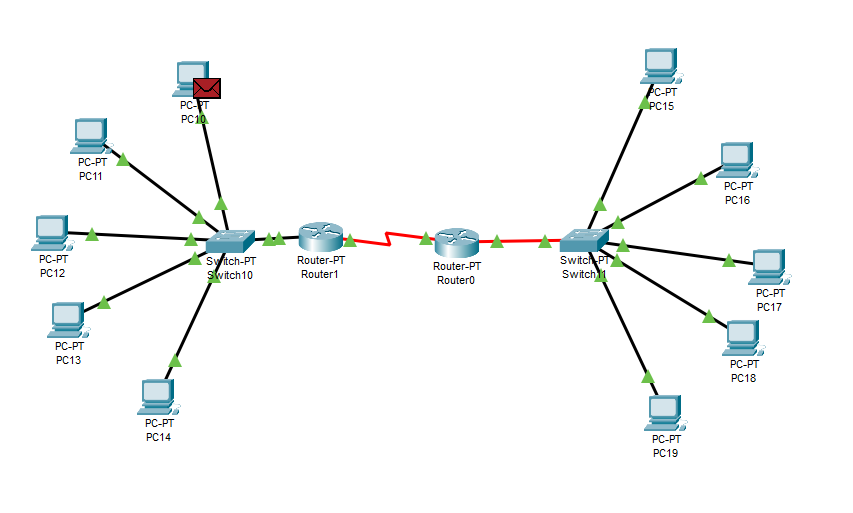 PC-PT
PC10
PC-PT
PC11
PC-PT
PC12
PC-PT
PC13
PC-PT
PC14
Switch-PT
Switch10
Router-PT
Router1
Router-PT
Router0
Switch-PT
Switch11
PC-PT
PC15
PC-PT
PC16
PC-PT
PC17
PC-PT
PC18
PC-PT
PC19